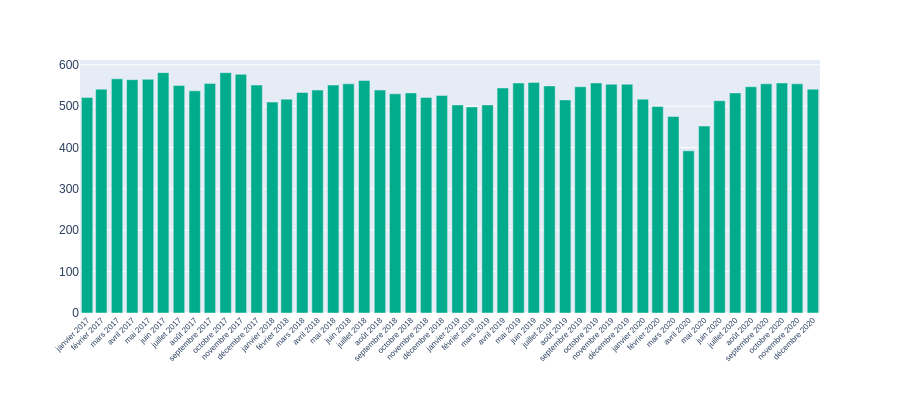 600
500
400
300
200
100
0
janvier 2017
février 2017
mars 2017
avril 2017
mai 2017
juin 2017
juillet 2017
août 2017
septembre 2017
octobre 2017
novembre 2017
décembre 2017
janvier 2018
février 2018
mars 2018
avril 2018
mai 2018
juin 2018
juillet 2018
août 2018
septembre 2018
octobre 2018
novembre 2018
décembre 2018
janvier 2019
février 2019
mars 2019
avril 2019
mai 2019
juin 2019
juillet 2019
août 2019
septembre 2019
octobre 2019
novembre 2019
décembre 2019
janvier 2020
février 2020
mars 2020
avril 2020
mai 2020
juin 2020
juillet 2020
août 2020
septembre 2020
octobre 2020
novembre 2020
décembre 2020